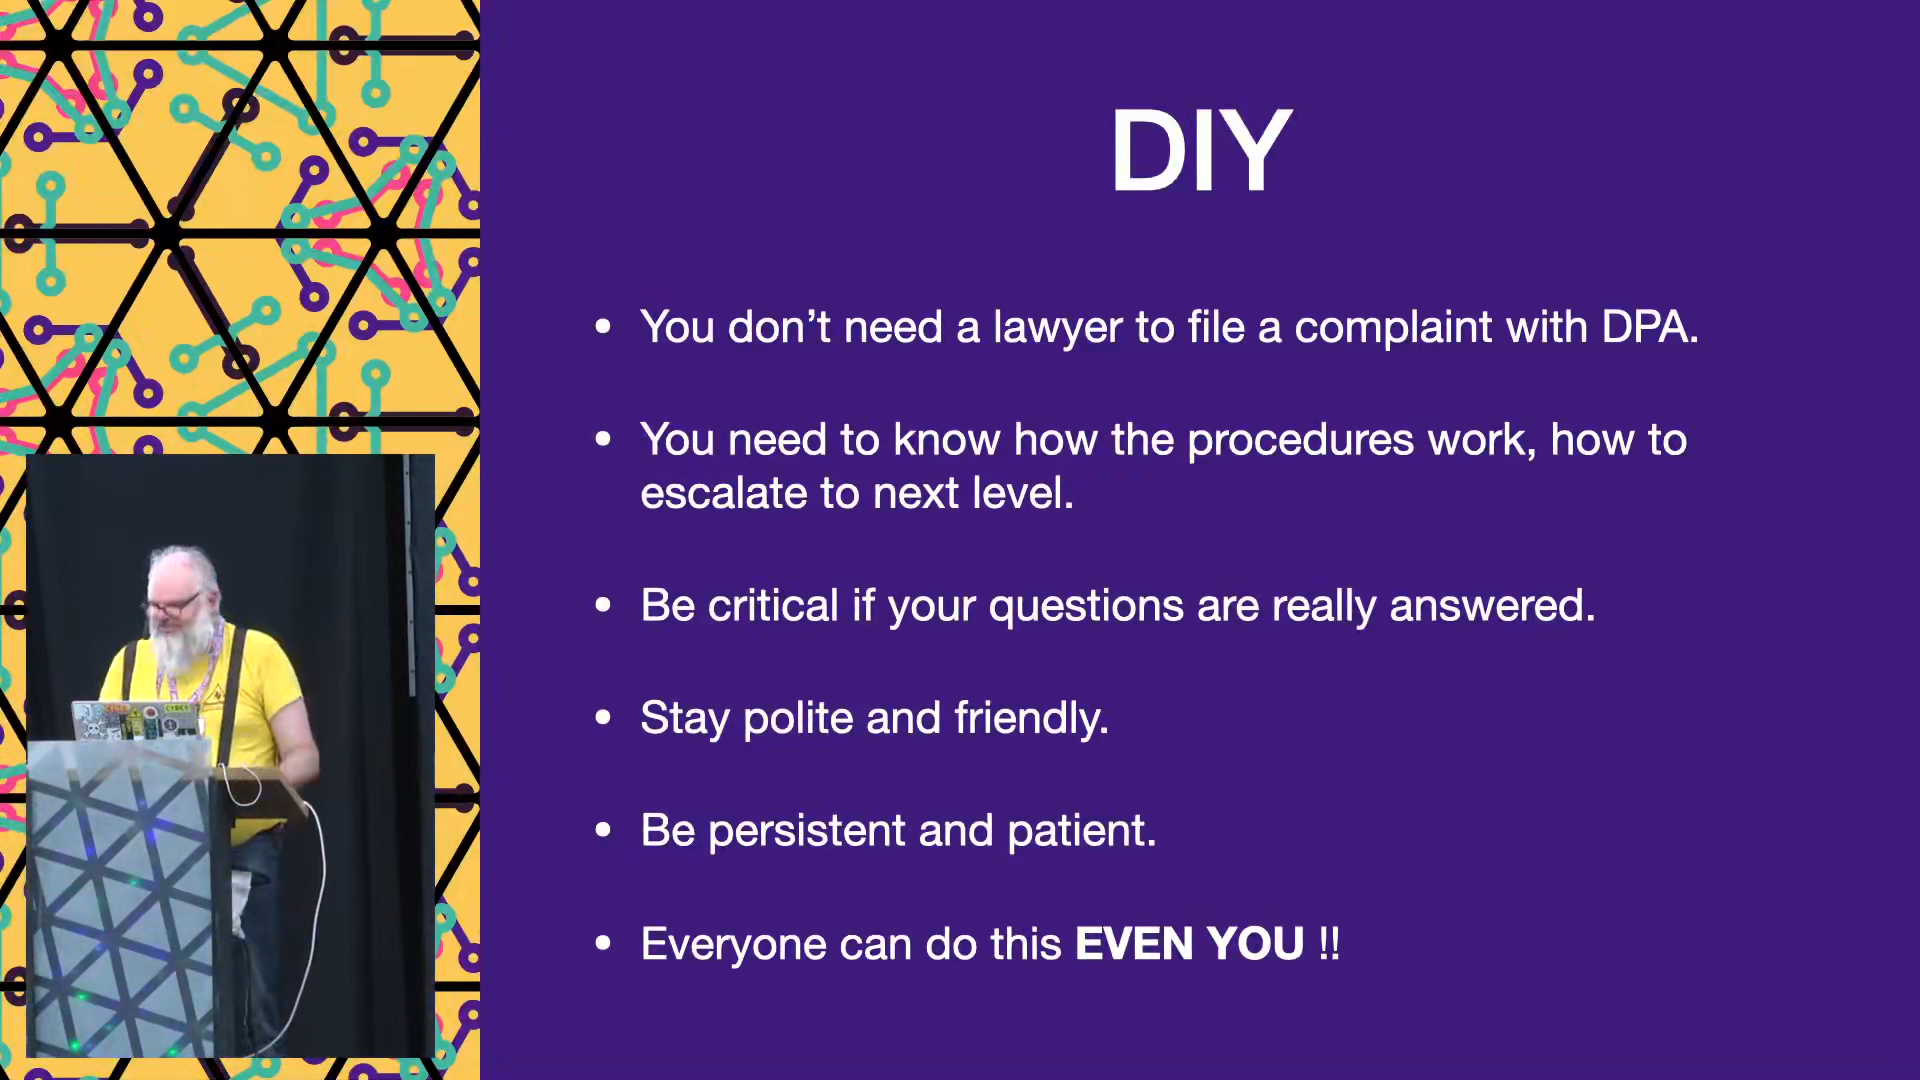 DIY
• You don’t need a lawyer to file a complaint with DPA.
• You need to know how the procedures work, how to
escalate to next level.
• Be critical if your questions are really answered.
• Stay polite and friendly.
• Be persistent and patient.
• Everyone can do this EVEN YOU !!
CYBER